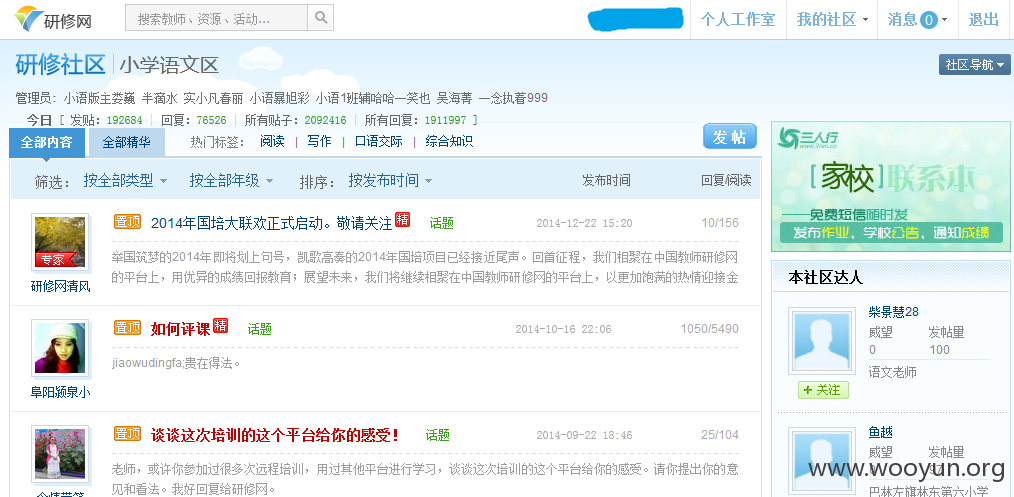 研修网
搜索教师、资源、活动...
个人工作室
我的社区
消息 0
退出
研修社区 小学语文区
社区导航
管理员: 小语版主娄巍 半滴水 实小凡春丽 小语暴旭彩 小语1班辅哈哈一笑也 吴海菁 一念执着999
今日 [ 发贴: 192684 | 回复: 76526 | 所有贴子: 2092416 | 所有回复: 1911997 ]
全部内容
全部精华
热门标签: 阅读 | 写作 | 口语交际 | 综合知识
发 帖
筛选: 按全部类型 按全部年级 排序: 按发布时间
发布时间
回复/阅读
置顶 2014年国培大联欢正式启动。敬请关注 精 话题
2014-12-22 15:20
10/156
举国筑梦的2014年即将划上句号,凯歌高奏的2014年国培项目已经接近尾声。回首征程,我们相聚在中国教师研修网
的平台上,用优异的成绩回报教育;展望未来,我们将继续相聚在中国教师研修网的平台上,以更加饱满的热情迎接金
专家
研修网清风
置顶 如何评课 精 话题
2014-10-16 22:06
1050/5490
jiaowudingfa;贵在得法。
阜阳颍泉小
置顶 谈谈这次培训的这个平台给你的感受! 话题
2014-09-22 18:46
25/104
老师,或许你参加过很多次远程培训,用过其他平台进行学习,谈谈这次培训的这个平台给你的感受。请你提出你的意
见和看法。我好回复给研修网。
三人行
[家校]联系本
——免费短信随时发
发布作业,学校公告,通知成绩
本社区达人
柴景慧28
威望 发帖量
0 100
语文老师
+ 关注
鱼越
威望 发帖量
巴林左旗林东第六小学
www.wooyun.org